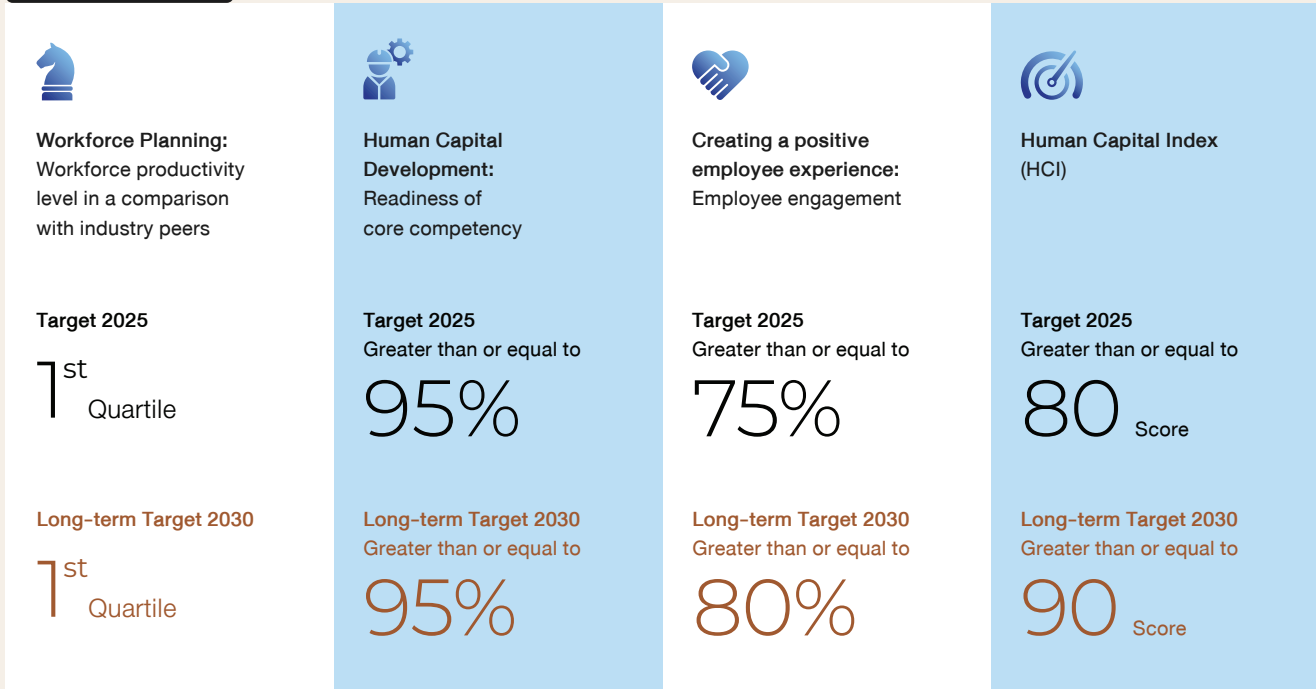 Workforce Planning:
Workforce productivity
level in a comparison
with industry peers
Target 2025
1st
Quartile
Long-term Target 2030
1st
Quartile
Human Capital
Development:
Readiness of
core competency
Target 2025
Greater than or equal to
95%
Long-term Target 2030
Greater than or equal to
95%
Creating a positive
employee experience:
Employee engagement
Target 2025
Greater than or equal to
75%
Long-term Target 2030
Greater than or equal to
80%
Human Capital Index
(HCI)
Target 2025
Greater than or equal to
80 Score
Long-term Target 2030
Greater than or equal to
90 Score